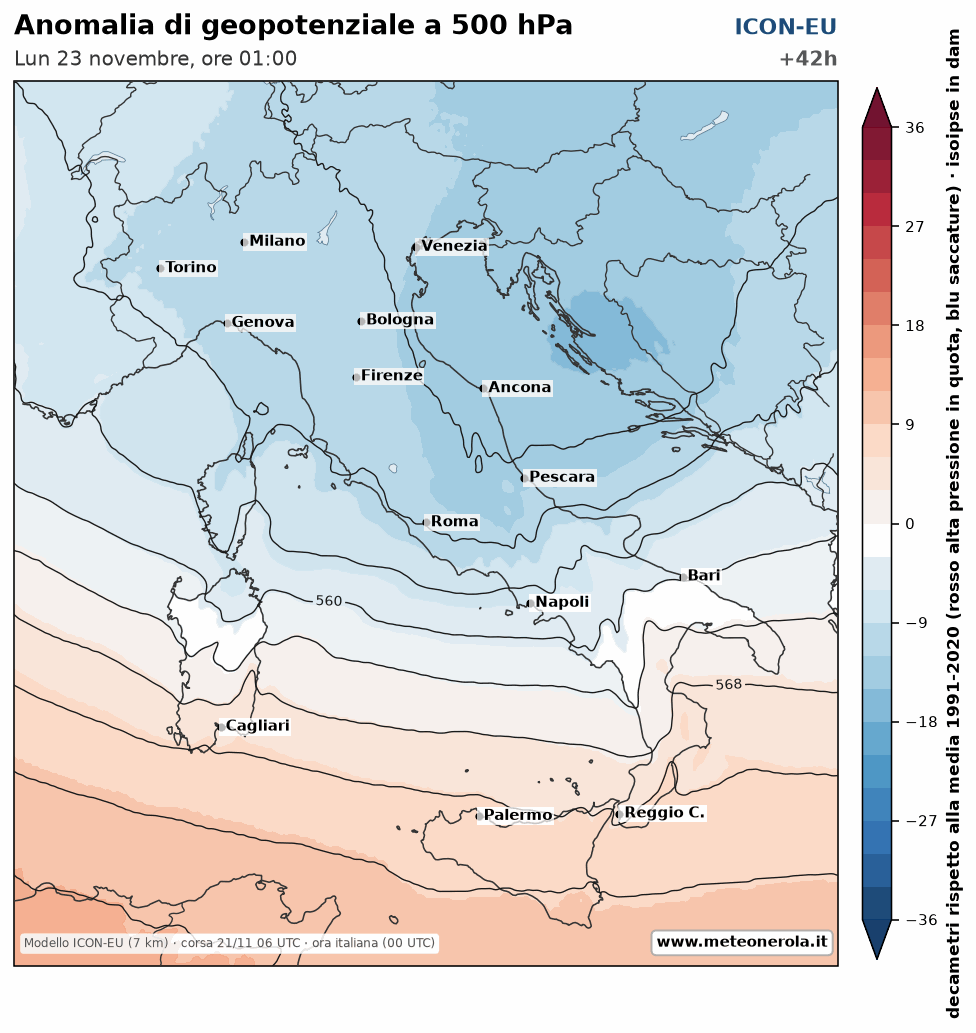 Anomalia di geopotenziale a 500 hPa
ICON-EU
Lun 23 novembre, ore 01:00
+42h
Milano
Venezia
Torino
Genova
Bologna
Firenze
Ancona
Pescara
Roma
Bari
560
Napoli
568
Cagliari
Palermo
Reggio C.
Modello ICON-EU (7 km) · corsa 21/11 06 UTC · ora italiana (00 UTC)
www.meteonerola.it
36
27
18
9
0
−9
−18
−27
−36
decametri rispetto alla media 1991-2020 (rosso alta pressione in quota, blu saccature) · isoipse in dam